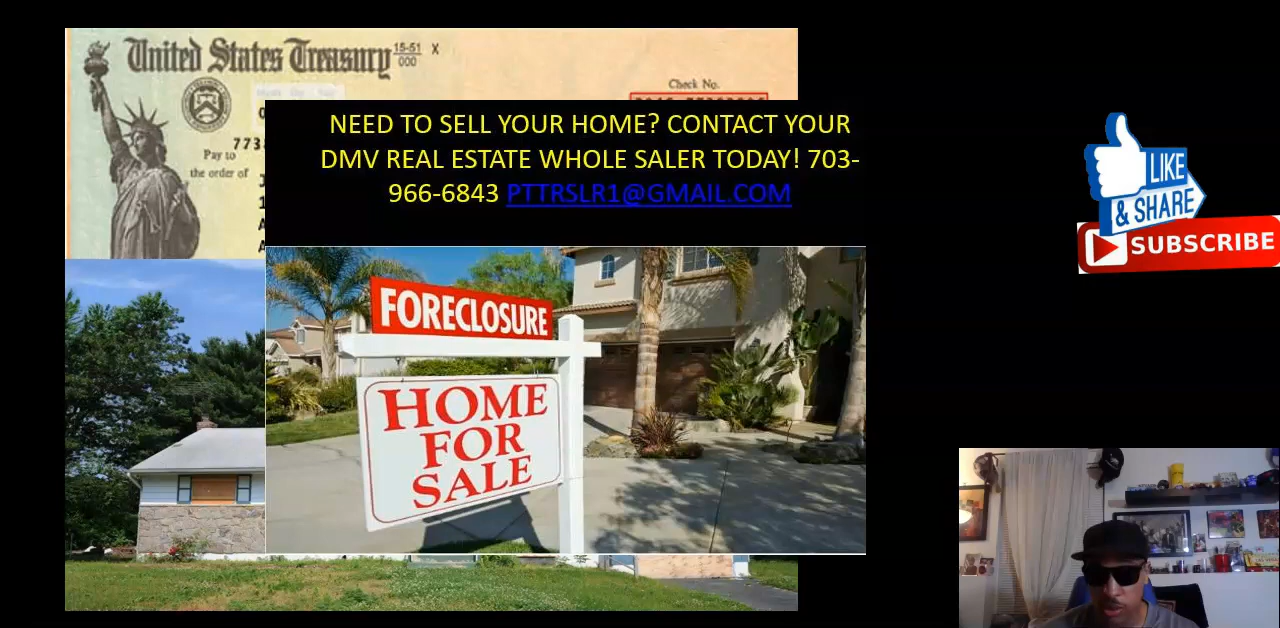 United States Treasury 15-51 X
000
Check No.
7738
Pay to
the order of
NEED TO SELL YOUR HOME? CONTACT YOUR
DMV REAL ESTATE WHOLE SALER TODAY! 703-
966-6843 PTTRSLR1@GMAIL.COM
FORECLOSURE
HOME
FOR
SALE
LIKE
& SHARE
SUBSCRIBE